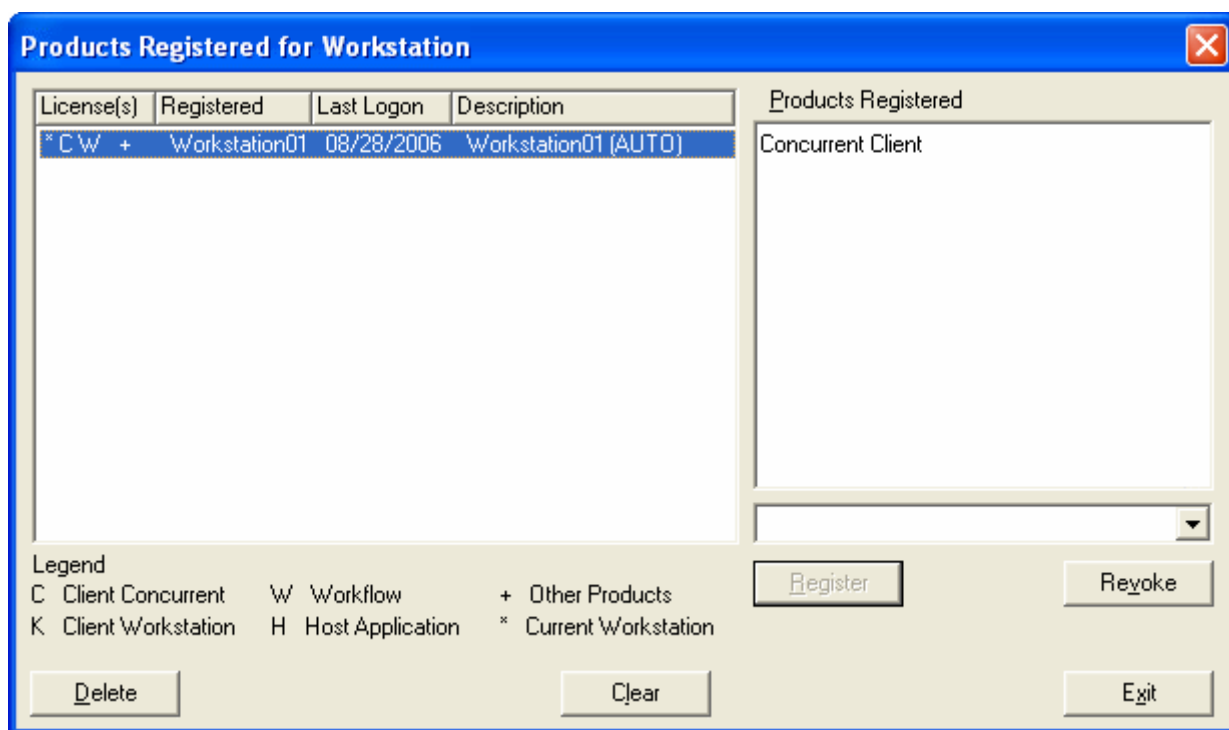 Products Registered for Workstation
License(s) Registered Last Logon Description
* C W + Workstation01 08/28/2006 Workstation01 (AUTO)
Products Registered
Concurrent Client
Legend
C Client Concurrent W Workflow + Other Products
K Client Workstation H Host Application * Current Workstation
Register Revoke
Delete Clear Exit